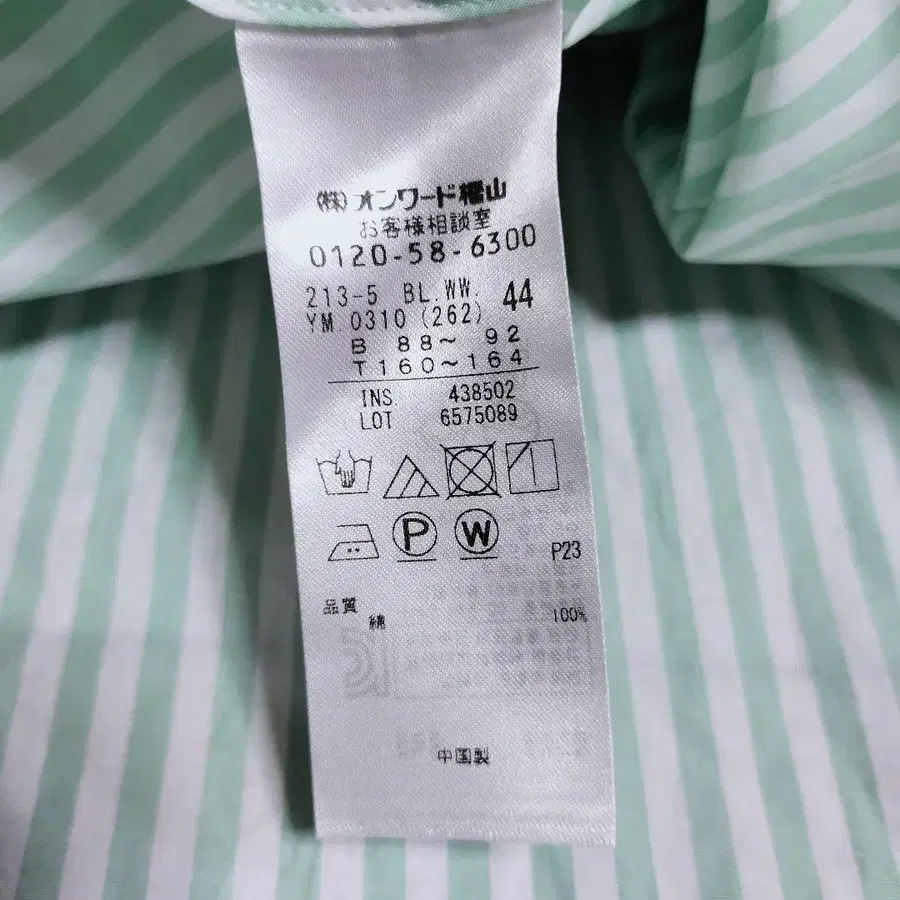 (株)オンワード樫山
お客様相談室
0120-58-6300
213-5 BL.WW. 44
YM.0310 (262)
B 88～ 92
T160～164
INS. 438502
LOT 6575089
P W
P23
品質
綿 100%
中国製